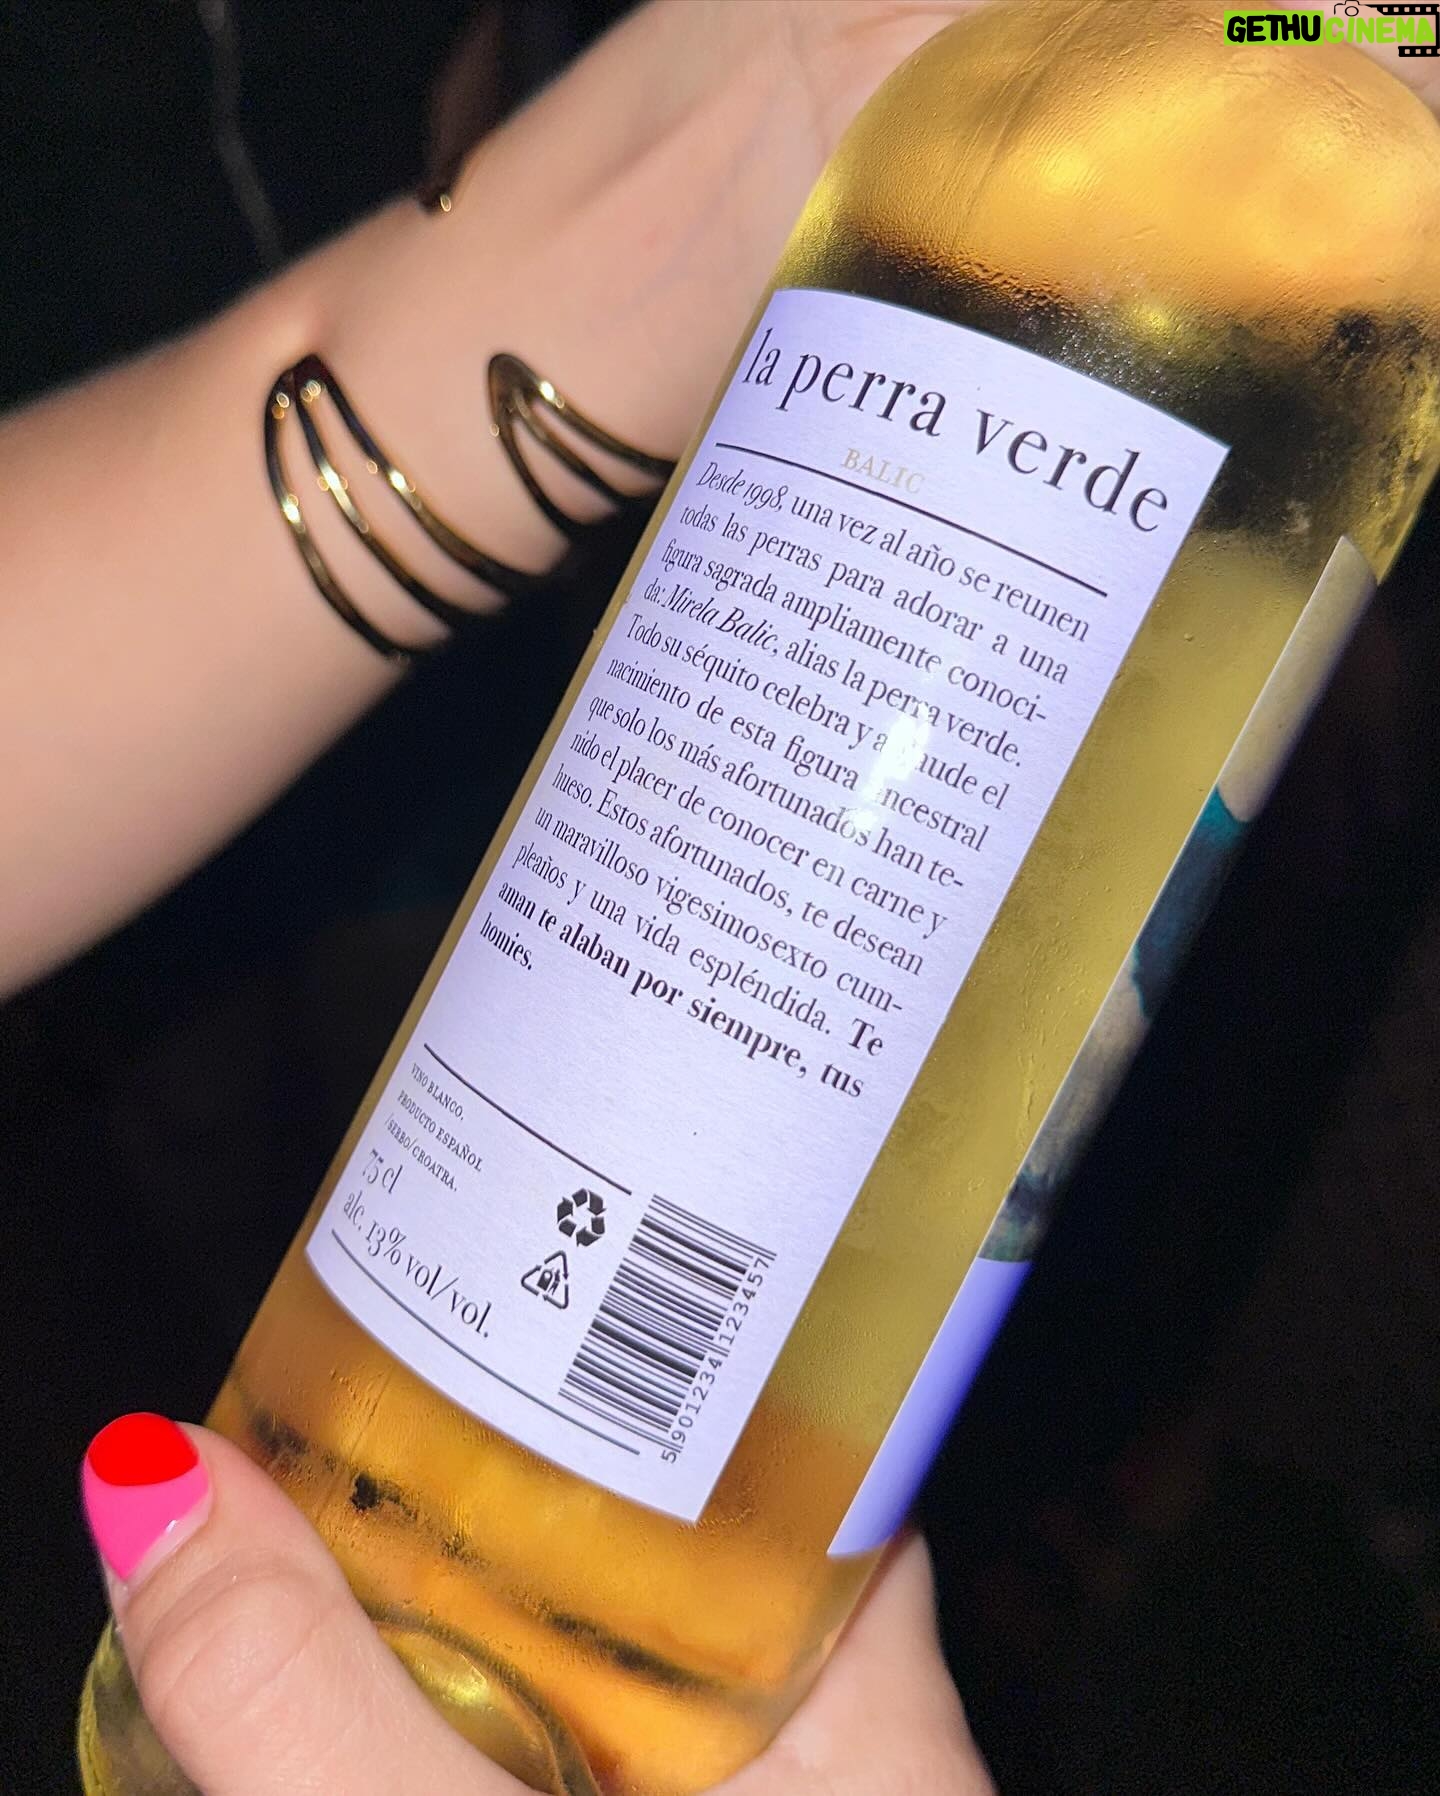 GETHUCINEMA
la perra verde
BALIC
Desde 1998, una vez al año se reunen
todas las perras para adorar a una
figura sagrada ampliamente conoci-
da: Mirela Balic, alias la perra verde.
Todo su séquito celebra y aplaude el
nacimiento de esta figura ancestral
que solo los más afortunados han te-
nido el placer de conocer en carne y
hueso. Estos afortunados, te desean
un maravilloso vigesimosexto cum-
pleaños y una vida espléndida. Te
aman te alaban por siempre, tus
homies.
VINO BLANCO.
PRODUCTO ESPAÑOL
/SERBO/CROATRA.
75 cl
alc. 13% vol/vol.
5 901234 123457